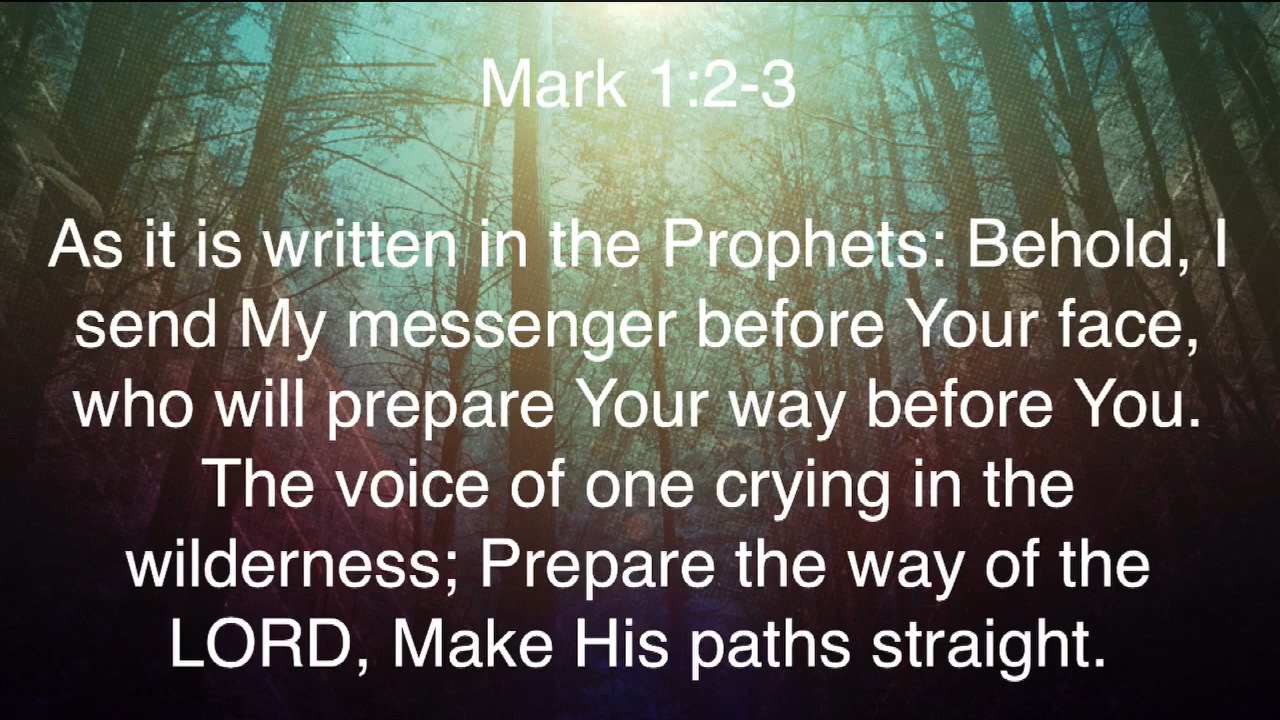 Mark 1:2-3
As it is written in the Prophets: Behold, I
send My messenger before Your face,
who will prepare Your way before You.
The voice of one crying in the
wilderness; Prepare the way of the
LORD, Make His paths straight.